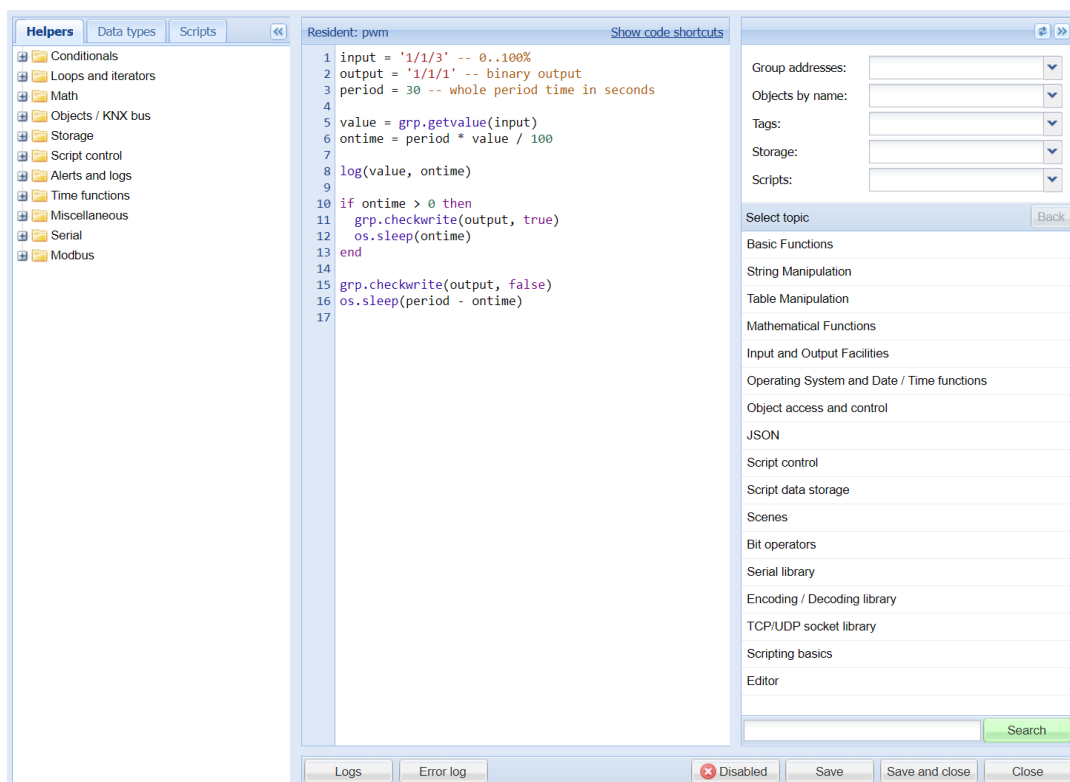 Helpers
Data types
Scripts
Conditionals
Loops and iterators
Math
Objects / KNX bus
Storage
Script control
Alerts and logs
Time functions
Miscellaneous
Serial
Modbus
Resident: pwm
Show code shortcuts
1 input = '1/1/3' -- 0..100%
2 output = '1/1/1' -- binary output
3 period = 30 -- whole period time in seconds
4
5 value = grp.getvalue(input)
6 ontime = period * value / 100
7
8 log(value, ontime)
9
10 if ontime > 0 then
11   grp.checkwrite(output, true)
12   os.sleep(ontime)
13 end
14
15 grp.checkwrite(output, false)
16 os.sleep(period - ontime)
17
Logs
Error log
Disabled
Save
Save and close
Close
Group addresses:
Objects by name:
Tags:
Storage:
Scripts:
Select topic
Back
Basic Functions
String Manipulation
Table Manipulation
Mathematical Functions
Input and Output Facilities
Operating System and Date / Time functions
Object access and control
JSON
Script control
Script data storage
Scenes
Bit operators
Serial library
Encoding / Decoding library
TCP/UDP socket library
Scripting basics
Editor
Search